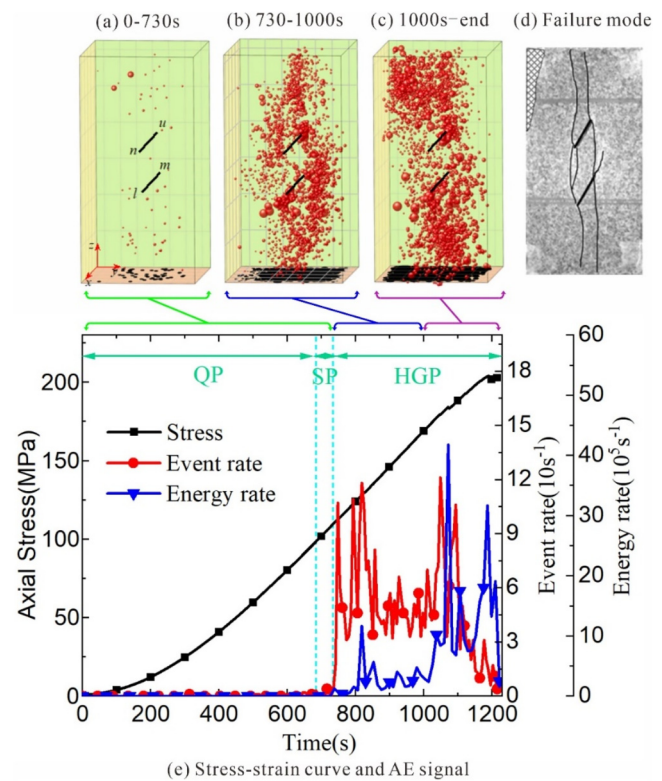 (a) 0-730s (b) 730-1000s (c) 1000s-end (d) Failure mode
u
n
m
l
z
x
QP SP HGP
Stress
Event rate
Energy rate
200
150
100
50
0
Axial Stress(MPa)
18
15
12
9
6
3
0
Event rate(10s⁻¹)
60
50
40
30
20
10
0
Energy rate(10⁵s⁻¹)
0 200 400 600 800 1000 1200
Time(s)
(e) Stress-strain curve and AE signal